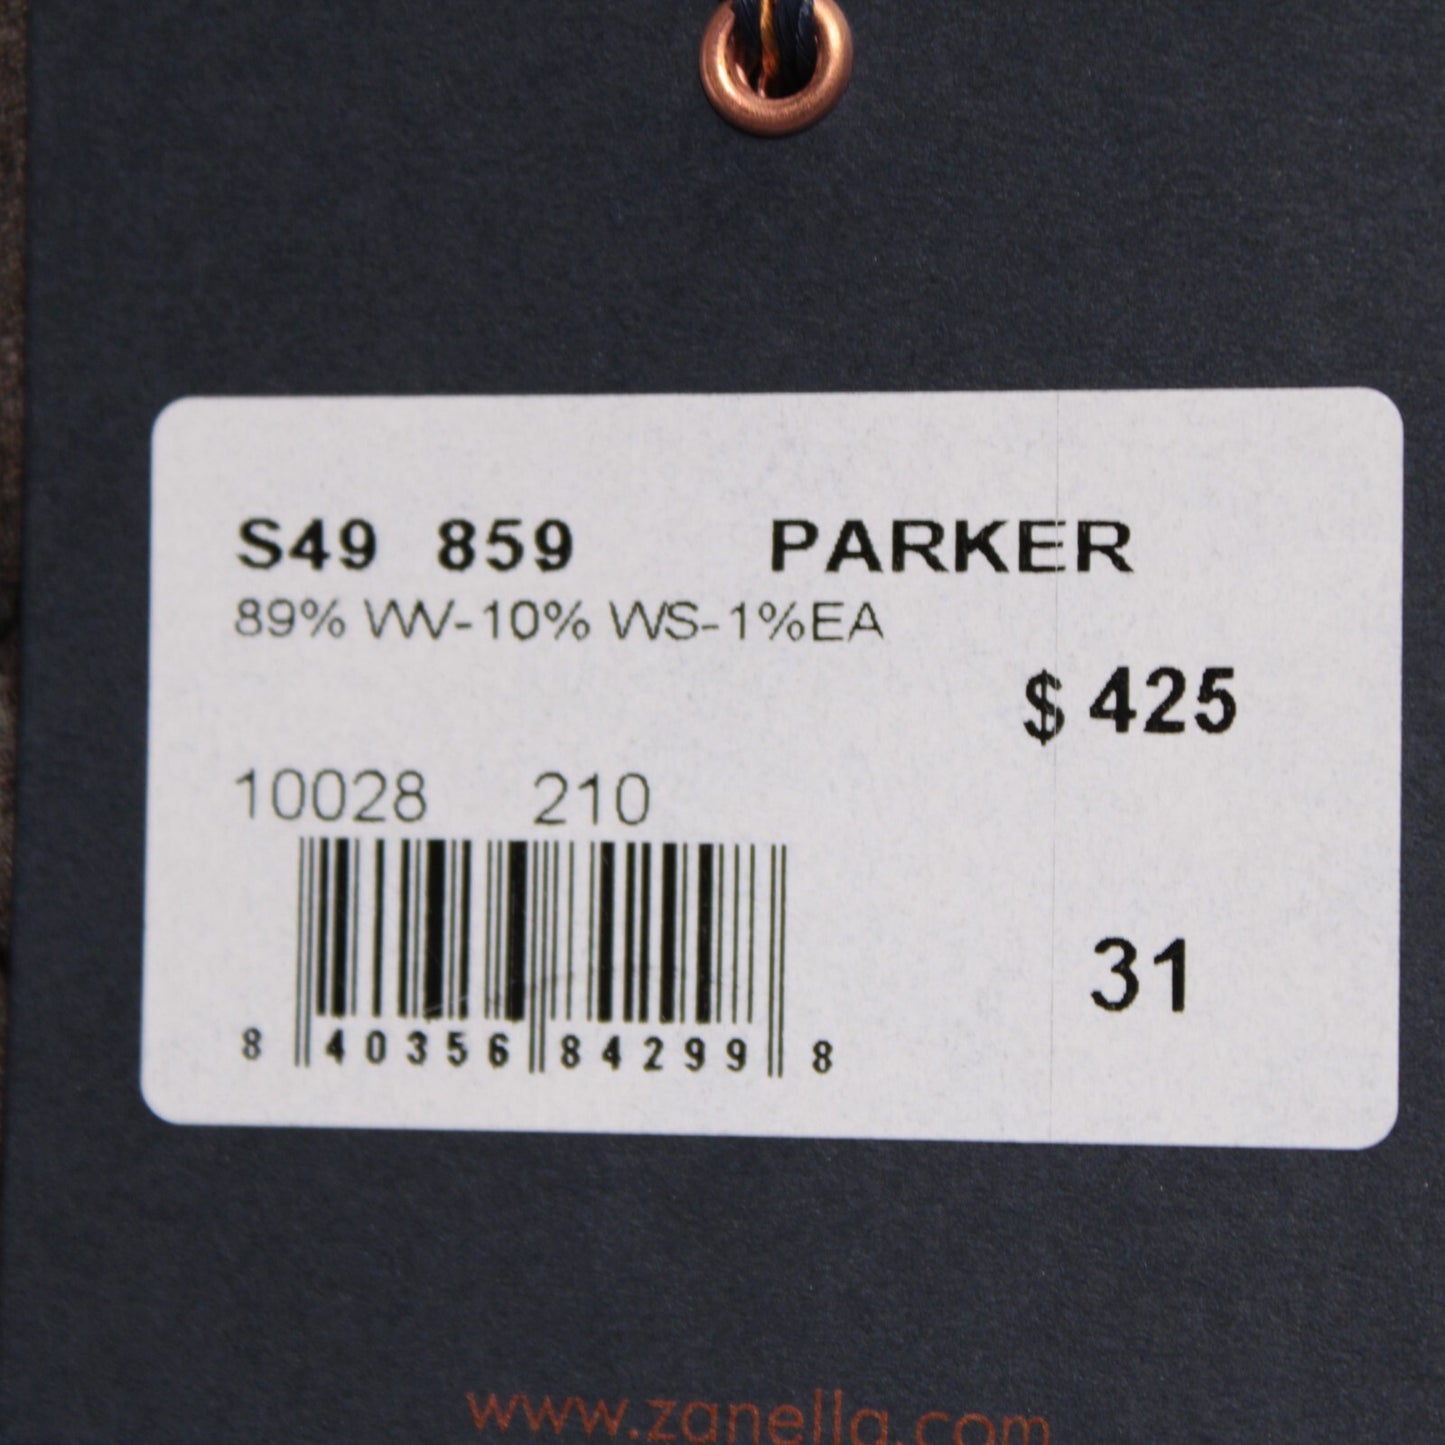 S49 859 PARKER
89% WV-10% WS-1%EA
$ 425
10028 210
31
8 40356 84299 8
www.zanella.com